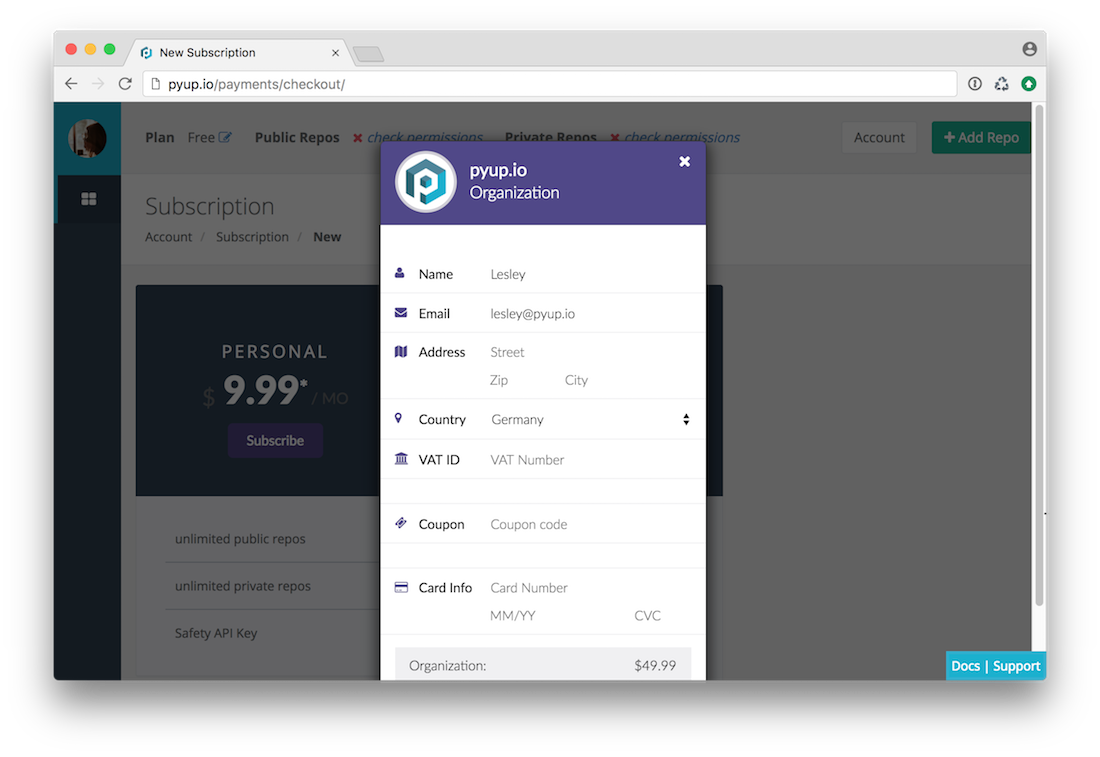 New Subscription
pyup.io/payments/checkout/
Plan Free Public Repos check permissions Private Repos check permissions Account + Add Repo
Subscription
Account / Subscription / New
PERSONAL
$ 9.99* / MO
Subscribe
unlimited public repos
unlimited private repos
Safety API Key
pyup.io
Organization
Name Lesley
Email lesley@pyup.io
Address Street
Zip City
Country Germany
VAT ID VAT Number
Coupon Coupon code
Card Info Card Number
MM/YY CVC
Organization: $49.99
Docs | Support